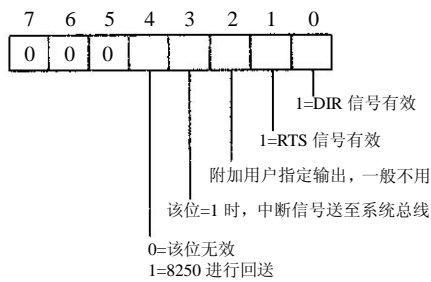 7 6 5 4 3 2 1 0
0 0 0
1=DIR 信号有效
1=RTS 信号有效
附加用户指定输出，一般不用
该位=1 时，中断信号送至系统总线
0=该位无效
1=8250 进行回送